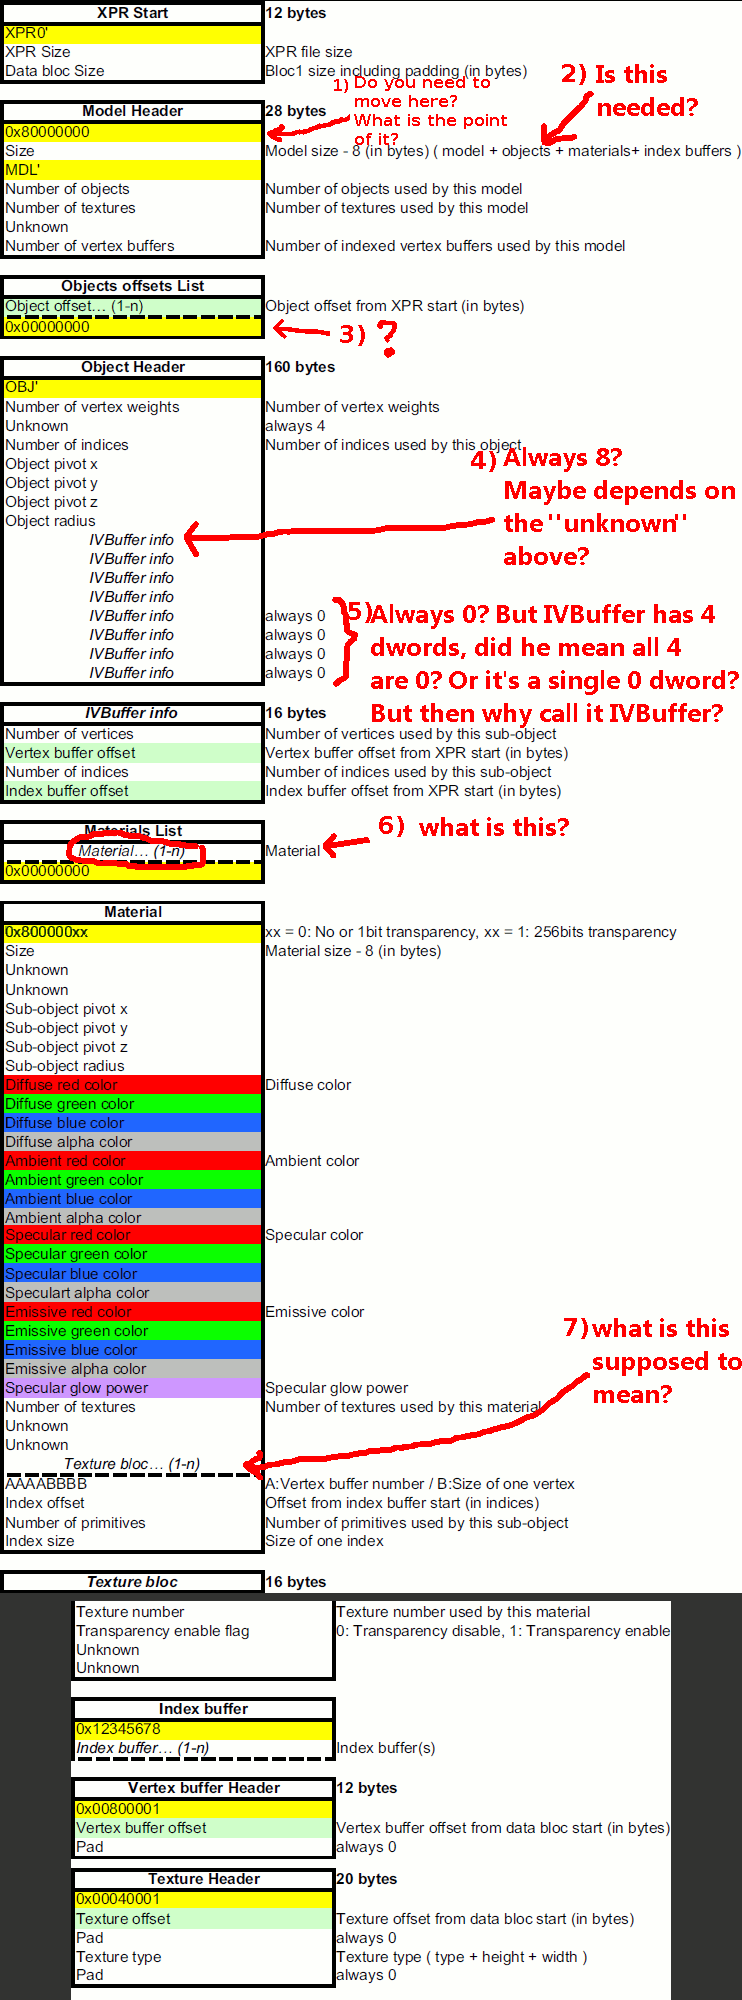 XPR Start 12 bytes
XPR0'
XPR Size XPR file size
Data bloc Size Bloc1 size including padding (in bytes)
1) Do you need to
move here?
What is the point
of it?
2) Is this
needed?
Model Header 28 bytes
0x80000000
Size Model size - 8 (in bytes) ( model + objects + materials+ index buffers )
MDL'
Number of objects Number of objects used by this model
Number of textures Number of textures used by this model
Unknown
Number of vertex buffers Number of indexed vertex buffers used by this model
Objects offsets List
Object offset... (1-n) Object offset from XPR start (in bytes)
0x00000000
3) ?
Object Header 160 bytes
OBJ'
Number of vertex weights Number of vertex weights
Unknown always 4
Number of indices Number of indices used by this object
Object pivot x
Object pivot y
Object pivot z
Object radius
4) Always 8?
Maybe depends on
the "unknown"
above?
IVBuffer info
IVBuffer info
IVBuffer info
IVBuffer info
IVBuffer info always 0
IVBuffer info always 0
IVBuffer info always 0
IVBuffer info always 0
5) Always 0? But IVBuffer has 4
dwords, did he mean all 4
are 0? Or it's a single 0 dword?
But then why call it IVBuffer?
IVBuffer info 16 bytes
Number of vertices Number of vertices used by this sub-object
Vertex buffer offset Vertex buffer offset from XPR start (in bytes)
Number of indices Number of indices used by this sub-object
Index buffer offset Index buffer offset from XPR start (in bytes)
Materials List
Material... (1-n) Material
0x00000000
6) what is this?
Material
0x800000xx xx = 0: No or 1bit transparency, xx = 1: 256bits transparency
Size Material size - 8 (in bytes)
Unknown
Unknown
Sub-object pivot x
Sub-object pivot y
Sub-object pivot z
Sub-object radius
Diffuse red color Diffuse color
Diffuse green color
Diffuse blue color
Diffuse alpha color
Ambient red color Ambient color
Ambient green color
Ambient blue color
Ambient alpha color
Specular red color Specular color
Specular green color
Specular blue color
Speculart alpha color
Emissive red color Emissive color
Emissive green color
Emissive blue color
Emissive alpha color
Specular glow power Specular glow power
Number of textures Number of textures used by this material
Unknown
Unknown
Texture bloc... (1-n)
7) what is this
supposed to
mean?
AAAABBBB A:Vertex buffer number / B:Size of one vertex
Index offset Offset from index buffer start (in indices)
Number of primitives Number of primitives used by this sub-object
Index size Size of one index
Texture bloc 16 bytes
Texture number Texture number used by this material
Transparency enable flag 0: Transparency disable, 1: Transparency enable
Unknown
Unknown
Index buffer
0x12345678
Index buffer... (1-n) Index buffer(s)
Vertex buffer Header 12 bytes
0x00800001
Vertex buffer offset Vertex buffer offset from data bloc start (in bytes)
Pad always 0
Texture Header 20 bytes
0x00040001
Texture offset Texture offset from data bloc start (in bytes)
Pad always 0
Texture type Texture type ( type + height + width )
Pad always 0